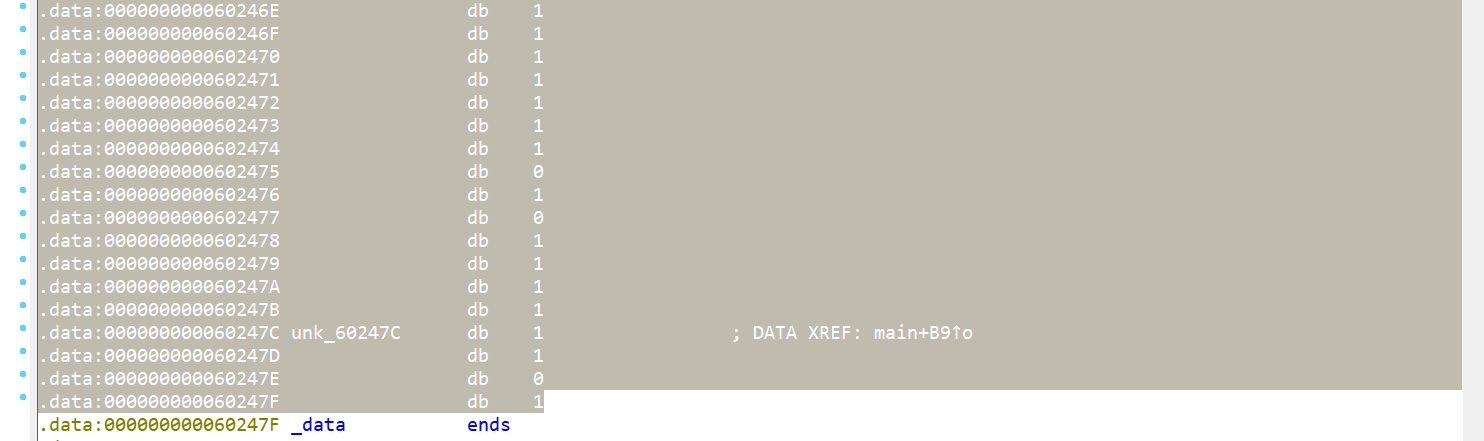 .data:000000000060246E db 1
.data:000000000060246F db 1
.data:0000000000602470 db 1
.data:0000000000602471 db 1
.data:0000000000602472 db 1
.data:0000000000602473 db 1
.data:0000000000602474 db 1
.data:0000000000602475 db 0
.data:0000000000602476 db 1
.data:0000000000602477 db 0
.data:0000000000602478 db 1
.data:0000000000602479 db 1
.data:000000000060247A db 1
.data:000000000060247B db 1
.data:000000000060247C unk_60247C db 1 ; DATA XREF: main+B9↑o
.data:000000000060247D db 1
.data:000000000060247E db 0
.data:000000000060247F db 1
.data:000000000060247F _data ends